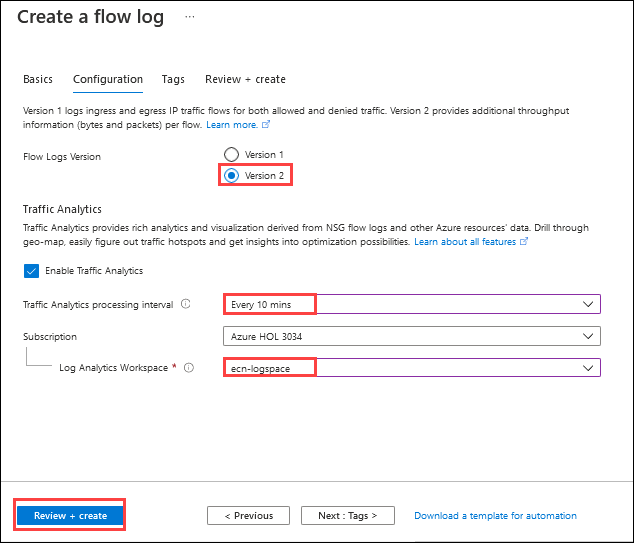 Create a flow log ...
Basics Configuration Tags Review + create
Version 1 logs ingress and egress IP traffic flows for both allowed and denied traffic. Version 2 provides additional throughput
information (bytes and packets) per flow. Learn more.
Flow Logs Version
Version 1
Version 2
Traffic Analytics
Traffic Analytics provides rich analytics and visualization derived from NSG flow logs and other Azure resources' data. Drill through
geo-map, easily figure out traffic hotspots and get insights into optimization possibilities. Learn about all features
Enable Traffic Analytics
Traffic Analytics processing interval Every 10 mins
Subscription Azure HOL 3034
Log Analytics Workspace * ecn-logspace
Review + create < Previous Next : Tags > Download a template for automation